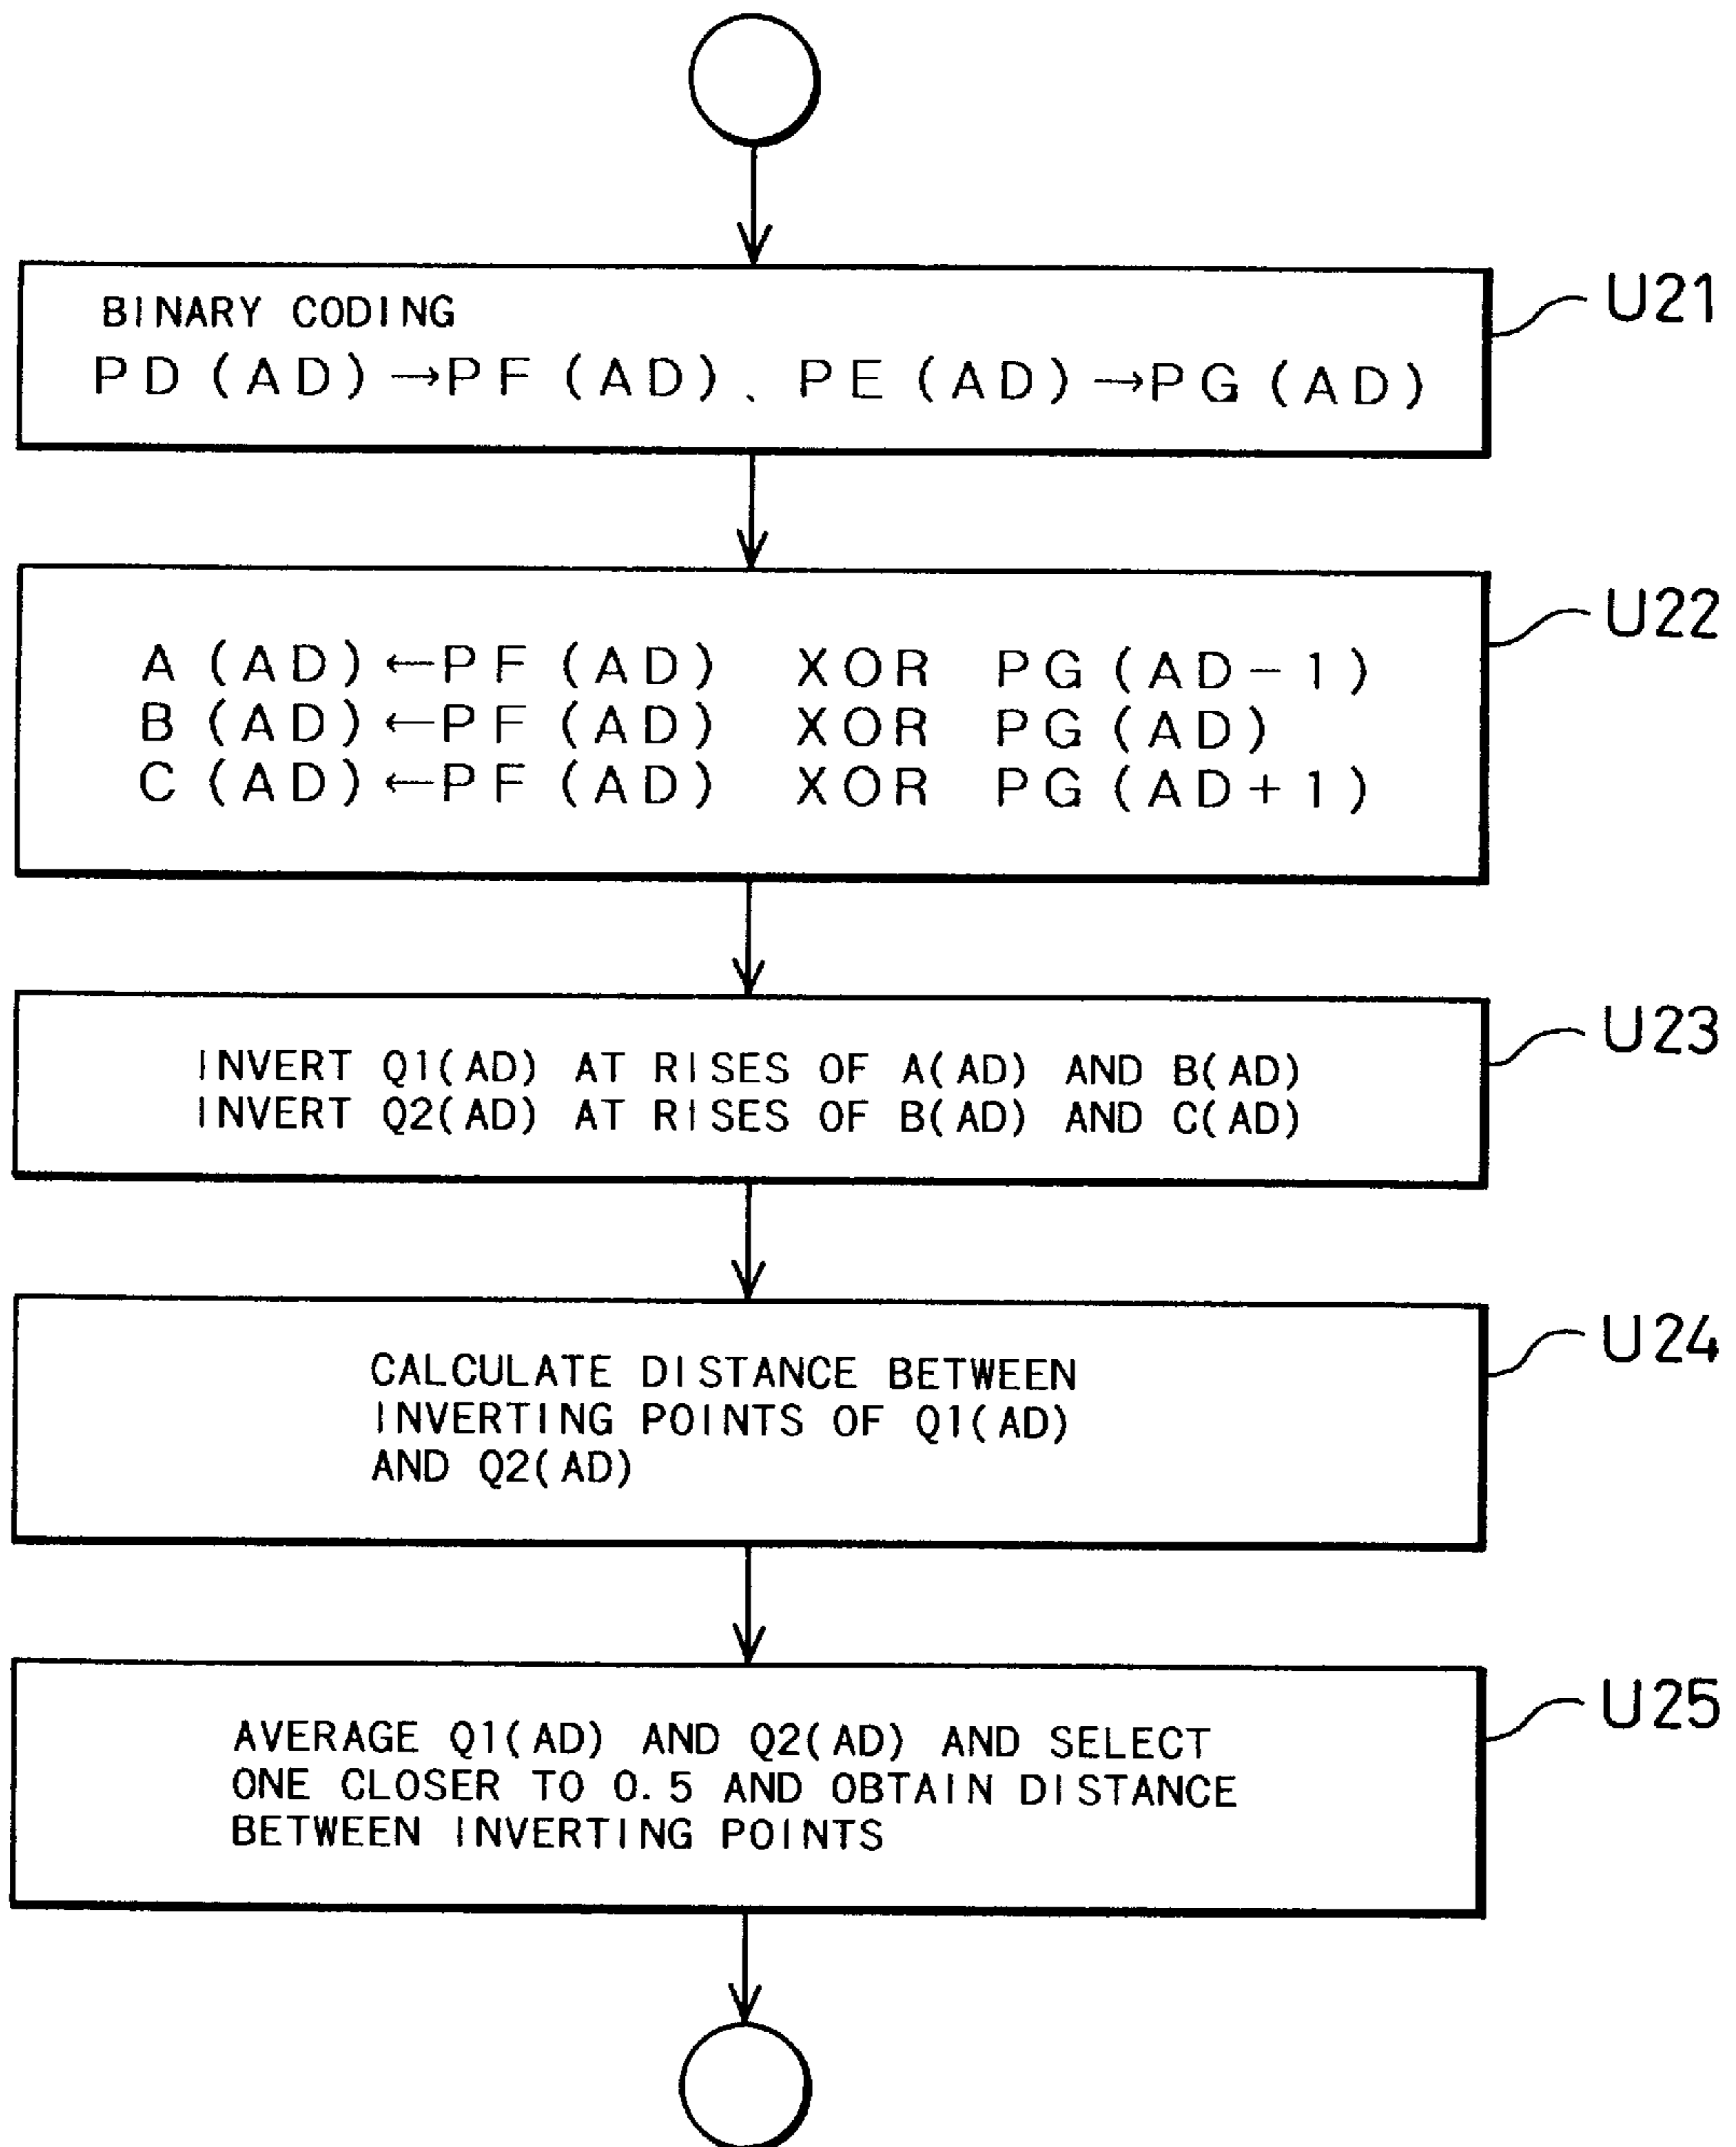 BINARY CODING
PD(AD)→PF(AD)、PE(AD)→PG(AD)
U21
A(AD)←PF(AD) XOR PG(AD-1)
B(AD)←PF(AD) XOR PG(AD)
C(AD)←PF(AD) XOR PG(AD+1)
U22
INVERT Q1(AD) AT RISES OF A(AD) AND B(AD)
INVERT Q2(AD) AT RISES OF B(AD) AND C(AD)
U23
CALCULATE DISTANCE BETWEEN
INVERTING POINTS OF Q1(AD)
AND Q2(AD)
U24
AVERAGE Q1(AD) AND Q2(AD) AND SELECT
ONE CLOSER TO 0.5 AND OBTAIN DISTANCE
BETWEEN INVERTING POINTS
U25